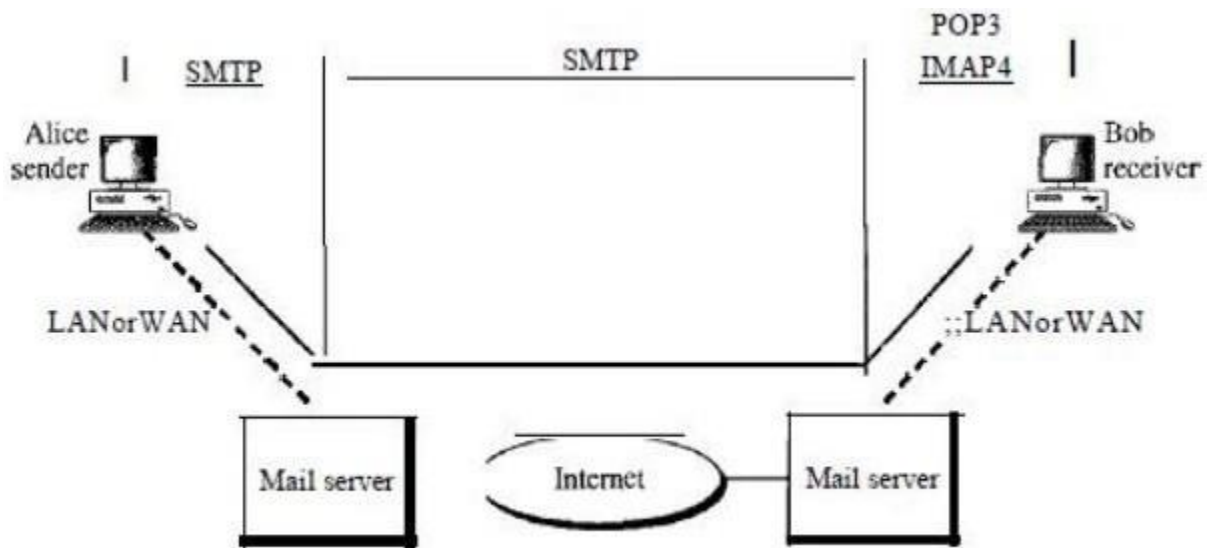 POP3
SMTP
SMTP
IMAP4
Alice
sender
Bob
receiver
LANorWAN
;;LANorWAN
Mail server
Internet
Mail server